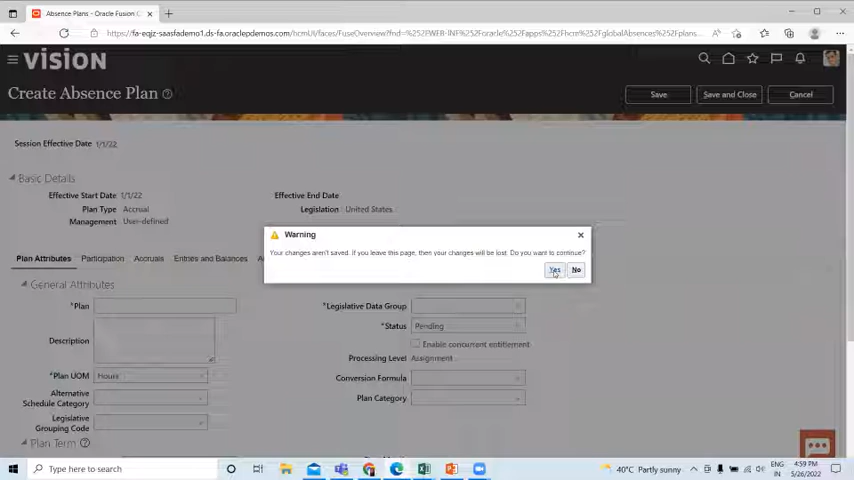 Absence Plans - Oracle Fusion C
https://fa-eqjz-saasfademo1.ds-fa.oraclepdemos.com/hcmUI/faces/FuseOverview?fnd=%252FWEB-INF%252Foracle%252Fapps%252Fhcm%252FglobalAbsences%252Fplans...
VISION
Create Absence Plan
Save
Save and Close
Cancel
Session Effective Date 1/1/22
Basic Details
Effective Start Date 1/1/22
Effective End Date
Plan Type Accrual
Legislation United States
Management User-defined
Warning
Your changes aren't saved. If you leave this page, then your changes will be lost. Do you want to continue?
Yes No
Plan Attributes Participation Accruals Entries and Balances
General Attributes
*Plan
*Legislative Data Group
*Status Pending
Description
Enable concurrent entitlement
Processing Level Assignment
*Plan UOM Hours
Conversion Formula
Alternative Schedule Category
Plan Category
Legislative Grouping Code
Plan Term
Type here to search
40°C Partly sunny
ENG
IN
4:59 PM
5/26/2022